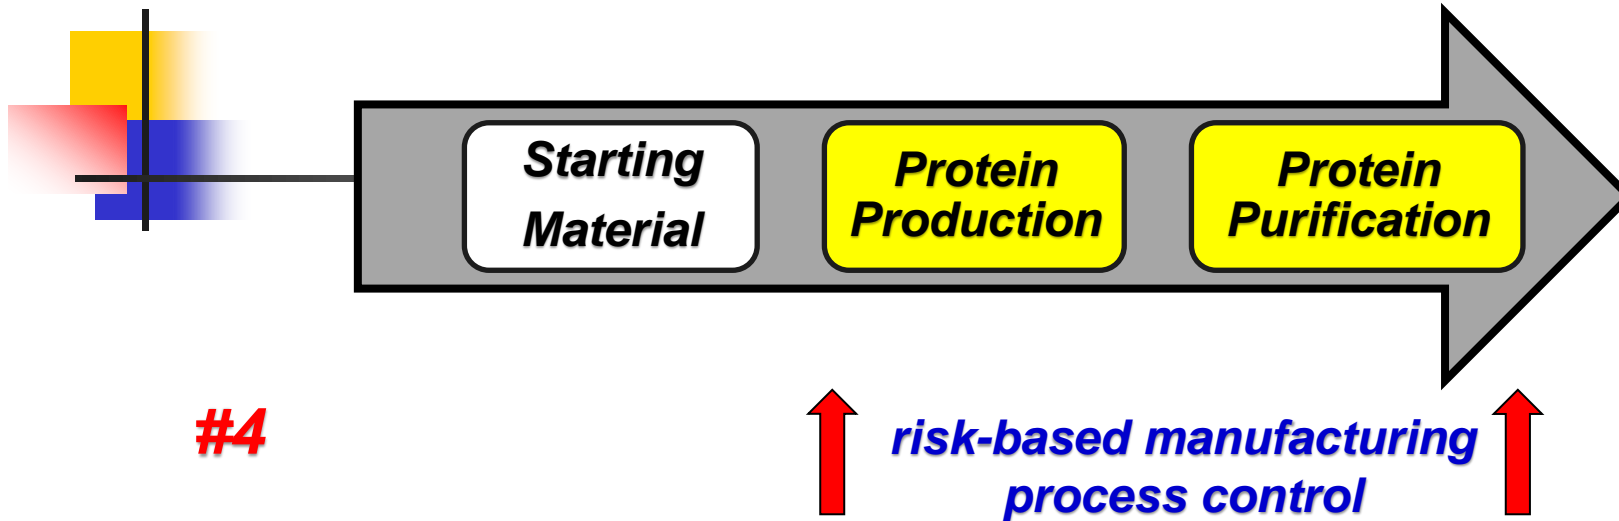 Starting
Material
Protein
Production
Protein
Purification
#4
risk-based manufacturing
process control